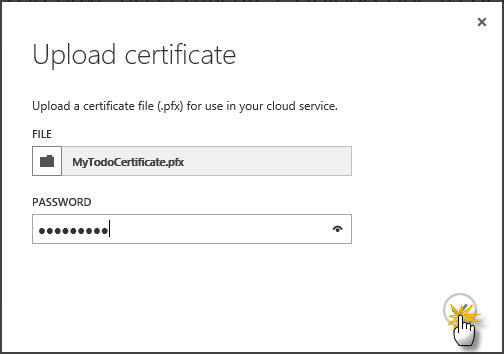 Upload certificate
Upload a certificate file (.pfx) for use in your cloud service.
FILE
MyTodoCertificate.pfx
PASSWORD
•••••••••